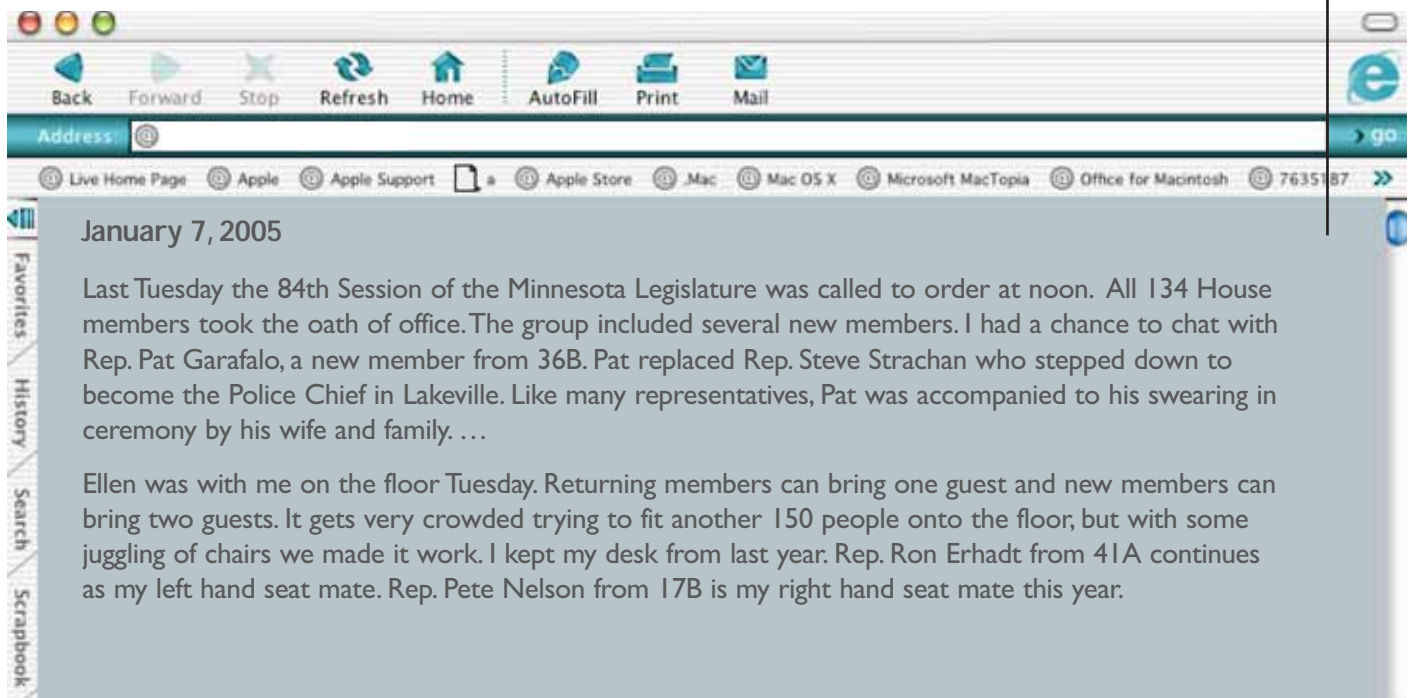 Back Forward Stop Refresh Home AutoFill Print Mail
Address: @ › go
@ Live Home Page @ Apple @ Apple Support a @ Apple Store @ .Mac @ Mac OS X @ Microsoft MacTopia @ Office for Macintosh @ 7635187 »
Favorites
History
Search
Scrapbook
January 7, 2005
Last Tuesday the 84th Session of the Minnesota Legislature was called to order at noon. All 134 House
members took the oath of office. The group included several new members. I had a chance to chat with
Rep. Pat Garafalo, a new member from 36B. Pat replaced Rep. Steve Strachan who stepped down to
become the Police Chief in Lakeville. Like many representatives, Pat was accompanied to his swearing in
ceremony by his wife and family. …
Ellen was with me on the floor Tuesday. Returning members can bring one guest and new members can
bring two guests. It gets very crowded trying to fit another 150 people onto the floor, but with some
juggling of chairs we made it work. I kept my desk from last year. Rep. Ron Erhadt from 41A continues
as my left hand seat mate. Rep. Pete Nelson from 17B is my right hand seat mate this year.